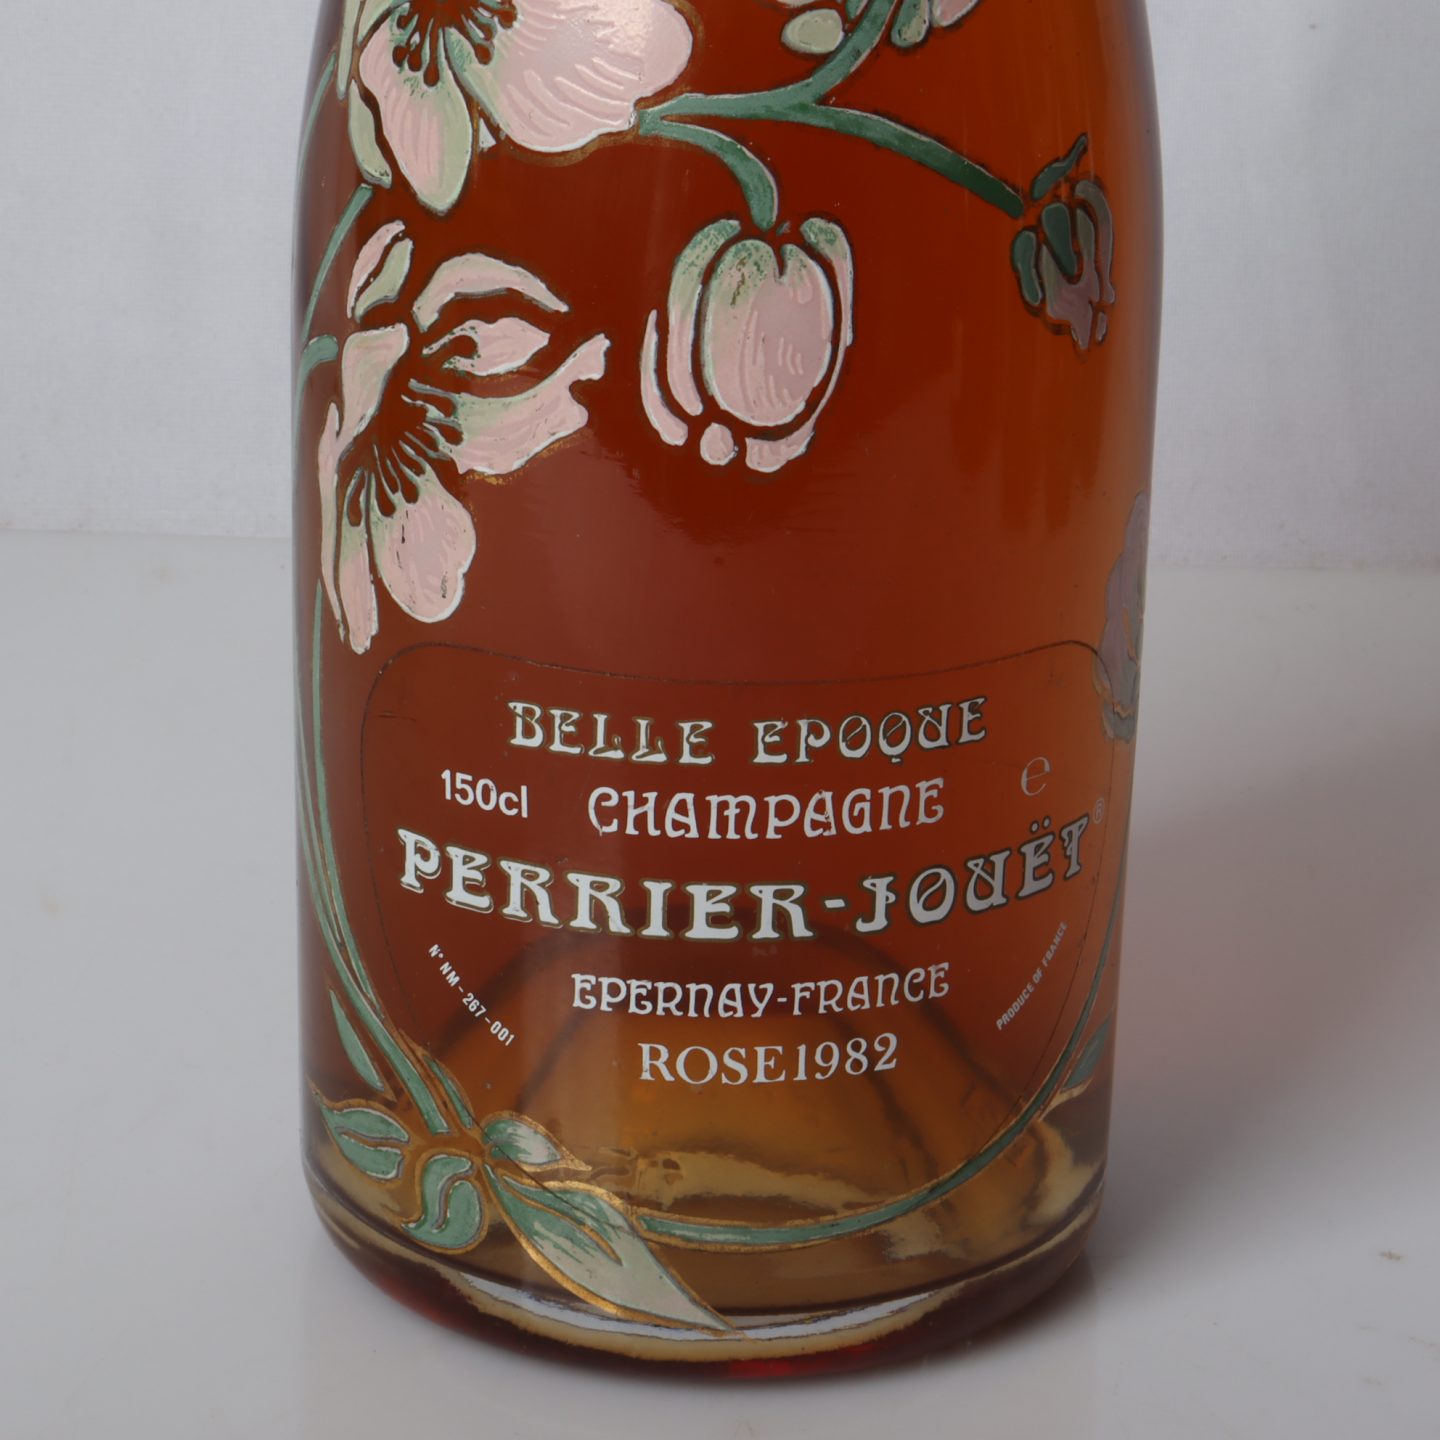 BELLE EPOQUE
150cl CHAMPAGNE ℮
PERRIER-JOUËT®
N° NM-267-001
PRODUCE OF FRANCE
EPERNAY-FRANCE
ROSE1982